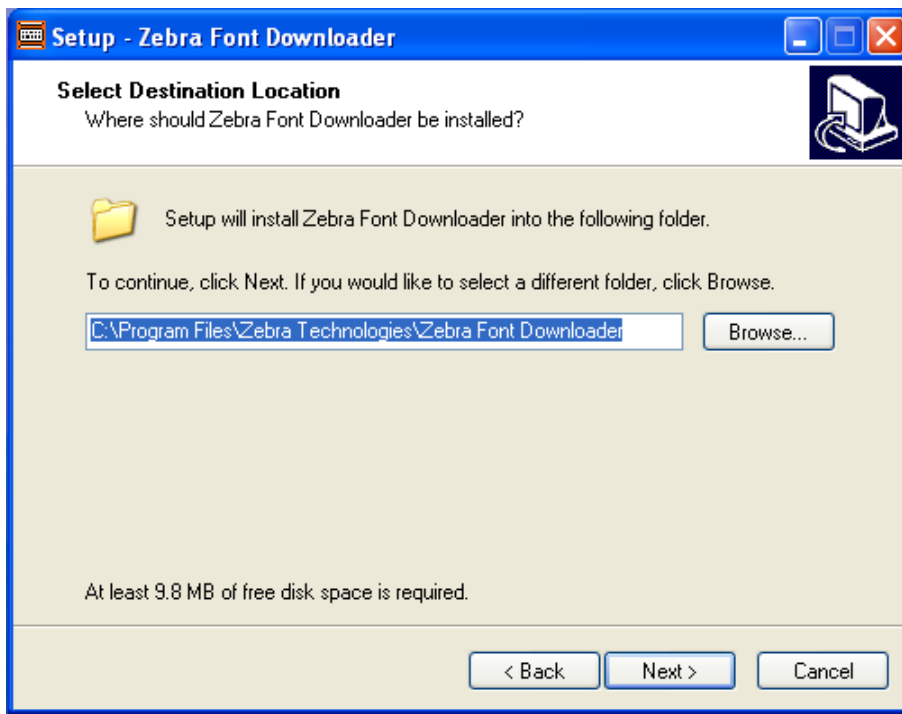 Setup - Zebra Font Downloader
Select Destination Location
Where should Zebra Font Downloader be installed?
Setup will install Zebra Font Downloader into the following folder.
To continue, click Next. If you would like to select a different folder, click Browse.
C:\Program Files\Zebra Technologies\Zebra Font Downloader
Browse...
At least 9.8 MB of free disk space is required.
< Back
Next >
Cancel